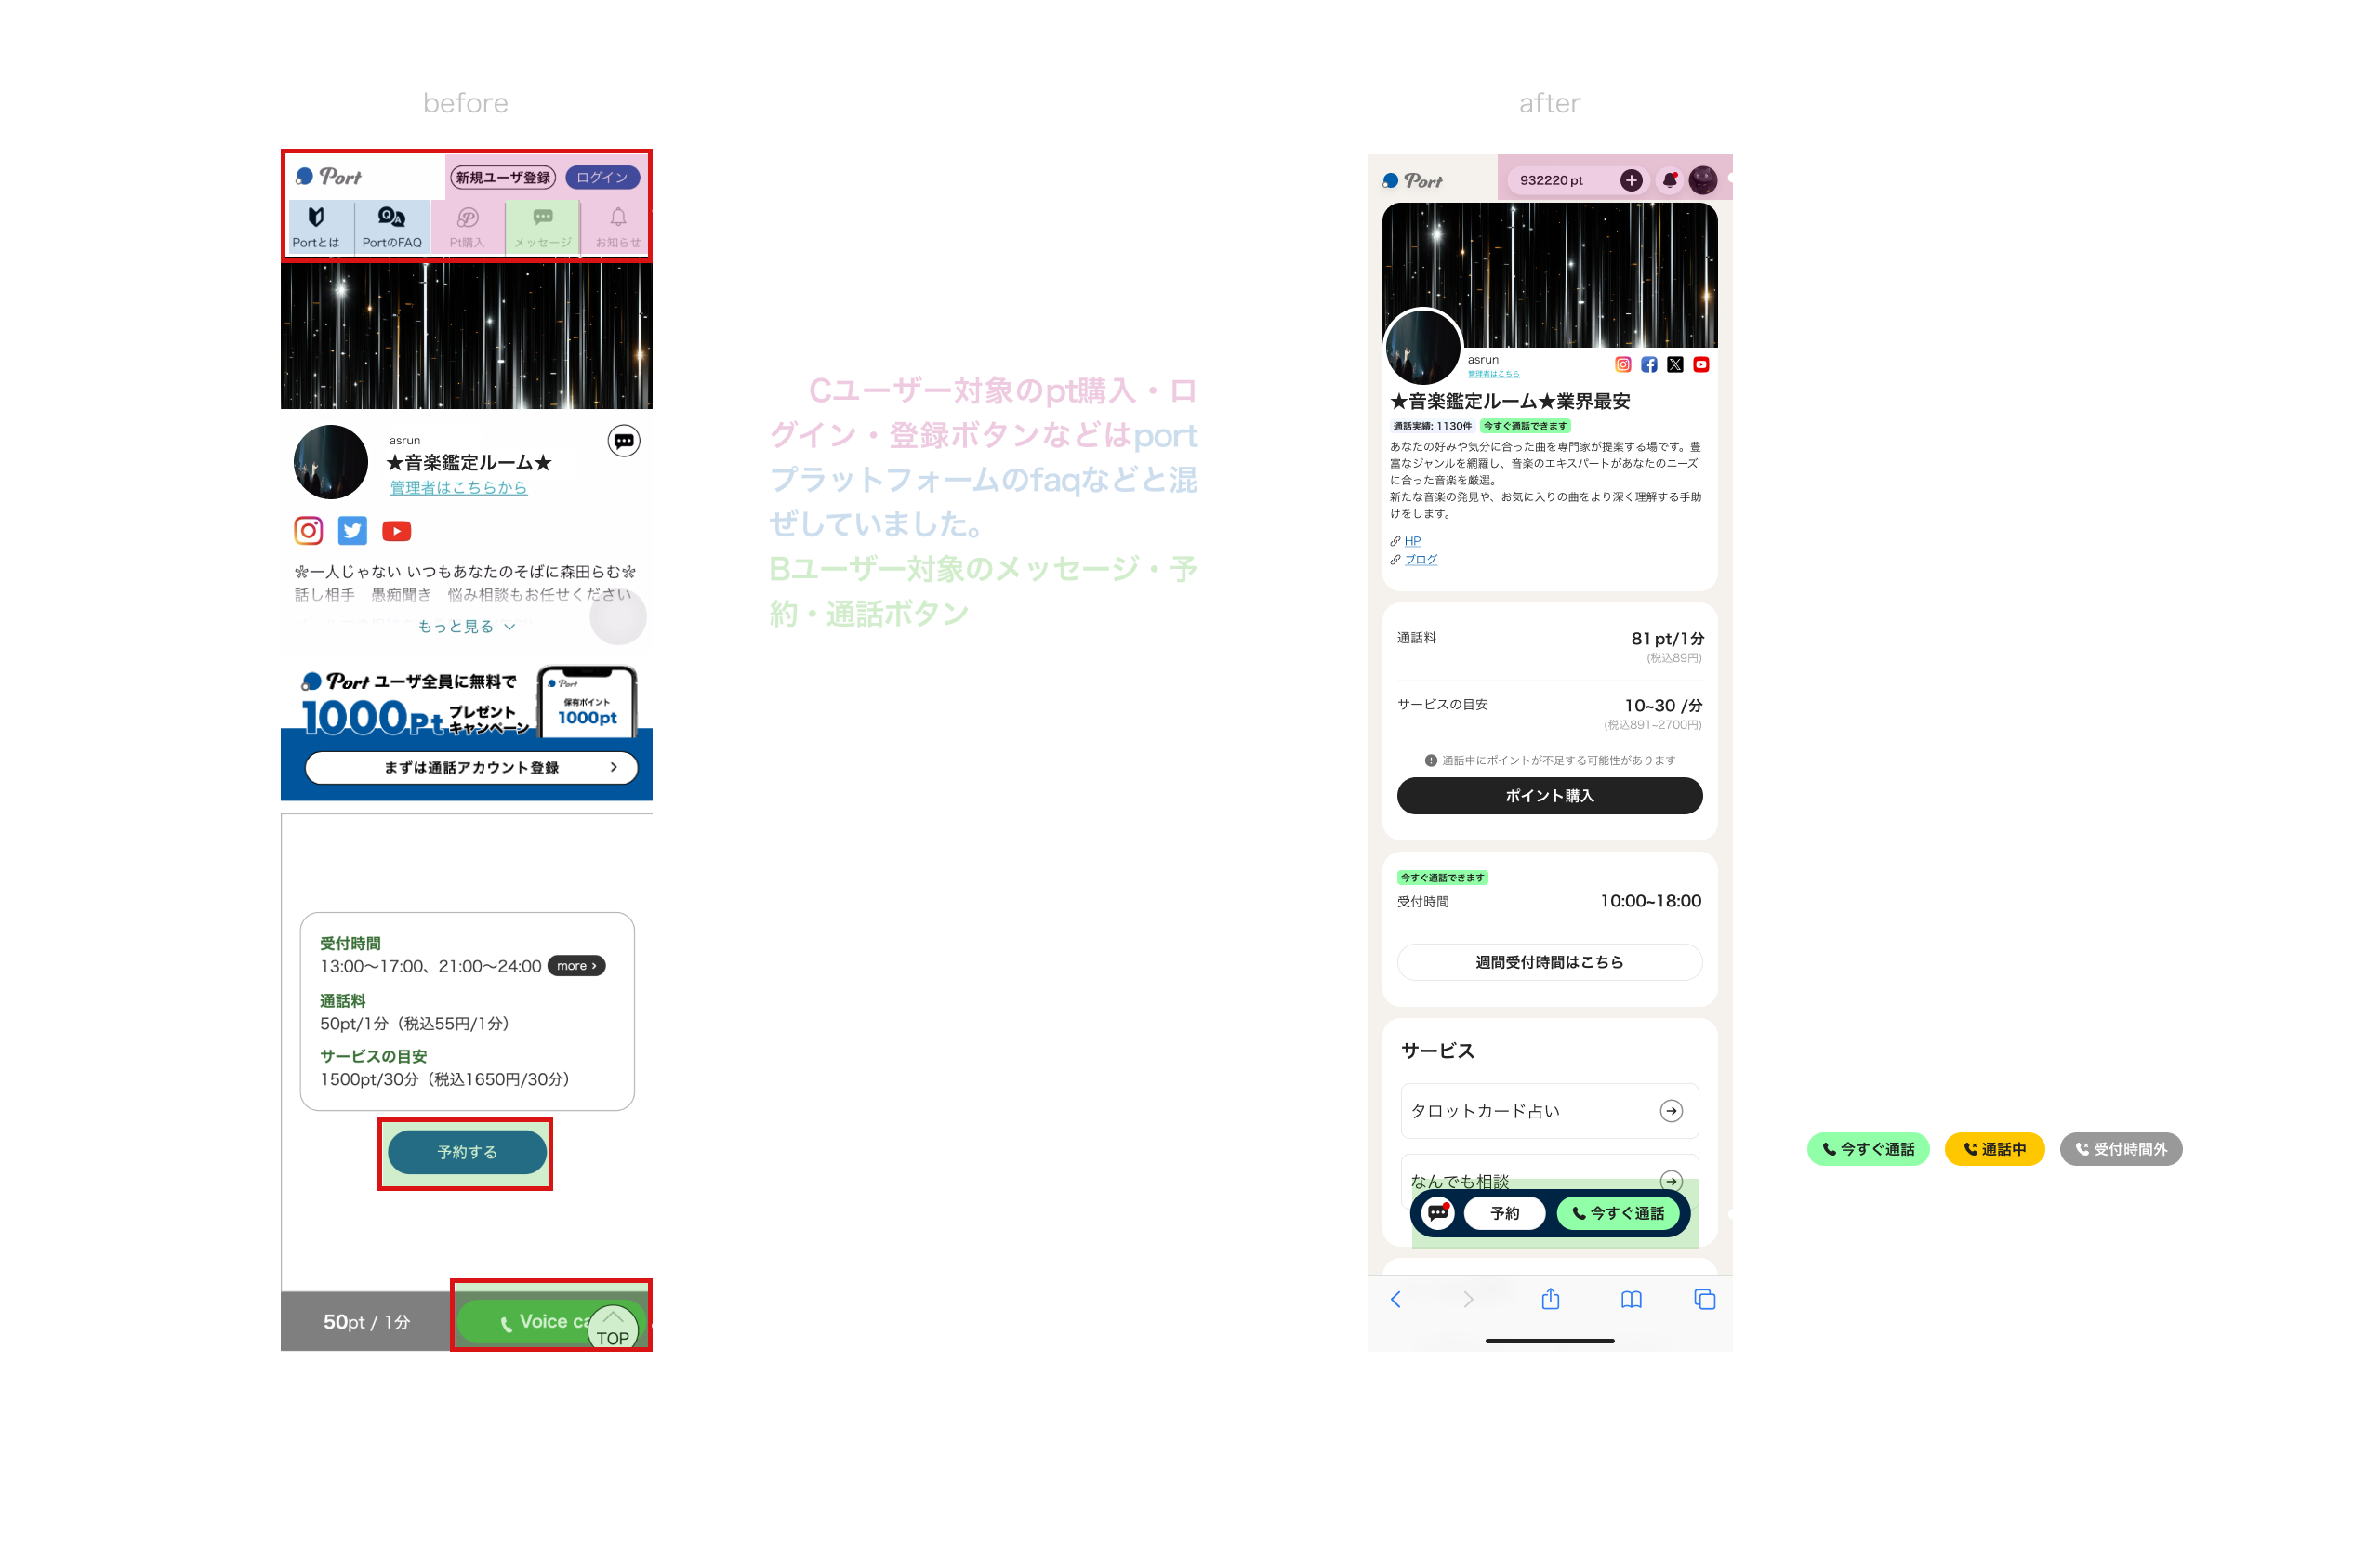 before
Port
新規ユーザ登録
ログイン
Portとは
PortのFAQ
Pt購入
メッセージ
お知らせ
asrun
★音楽鑑定ルーム★
管理者はこちらから
※一人じゃない いつもあなたのそばに森田らむ※
話し相手　愚痴聞き　悩み相談もお任せください
もっと見る
Port ユーザ全員に無料で
1000Pt プレゼント
キャンペーン
Port
保有ポイント
1000pt
まずは通話アカウント登録
受付時間
13:00〜17:00、21:00〜24:00 more
通話料
50pt/1分（税込55円/1分）
サービスの目安
1500pt/30分（税込1650円/30分）
予約する
50pt / 1分
Voice ca
TOP
Cユーザー対象のpt購入・ロ
グイン・登録ボタンなどはport
プラットフォームのfaqなどと混
ぜしていました。
Bユーザー対象のメッセージ・予
約・通話ボタン
after
Port
932220 pt
asrun
管理者はこちら
★音楽鑑定ルーム★業界最安
通話実績: 1130件 今すぐ通話できます
あなたの好みや気分に合った曲を専門家が提案する場です。豊
富なジャンルを網羅し、音楽のエキスパートがあなたのニーズ
に合った音楽を厳選。
新たな音楽の発見や、お気に入りの曲をより深く理解する手助
けをします。
HP
ブログ
通話料 81 pt/1分
(税込89円)
サービスの目安 10~30 /分
(税込891~2700円)
通話中にポイントが不足する可能性があります
ポイント購入
今すぐ通話できます
受付時間 10:00~18:00
週間受付時間はこちら
サービス
タロットカード占い
なんでも相談
予約
今すぐ通話
今すぐ通話
通話中
受付時間外